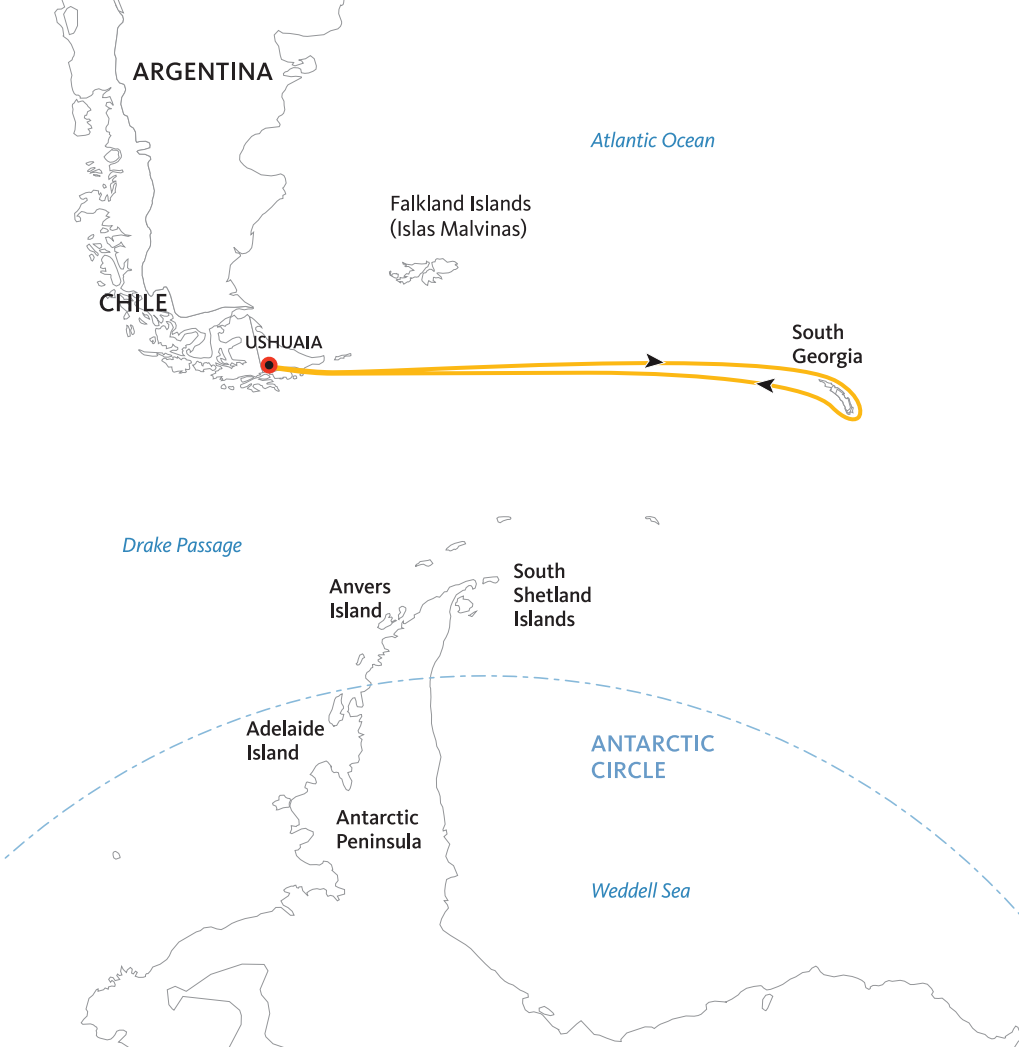 ARGENTINA
Atlantic Ocean
Falkland Islands
(Islas Malvinas)
CHILE
USHUAIA
South
Georgia
Drake Passage
Anvers
Island
South
Shetland
Islands
Adelaide
Island
ANTARCTIC
CIRCLE
Antarctic
Peninsula
Weddell Sea